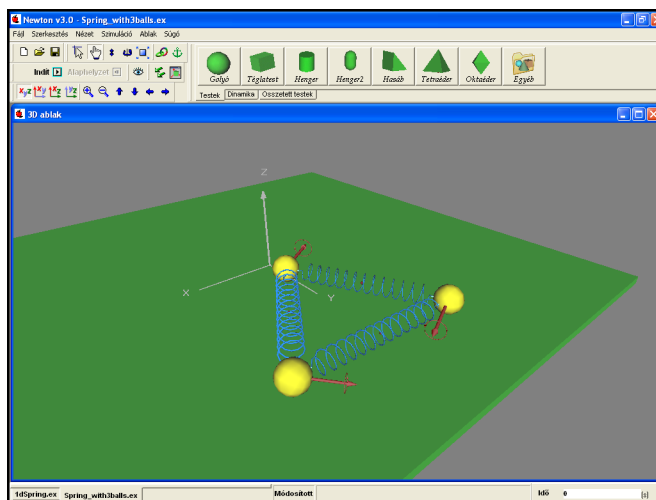 Newton v3.0 - Spring_with3balls.ex
Fájl Szerkesztés Nézet Szimuláció Ablak Súgó
Indít Alaphelyzet
Golyó Téglatest Henger Henger2 Hasáb Tetraéder Oktaéder Egyéb
Testek Dinamika Összetett testek
3D ablak
Z
X
Y
1dSpring.ex Spring_with3balls.ex Módosított Idő 0 (s)